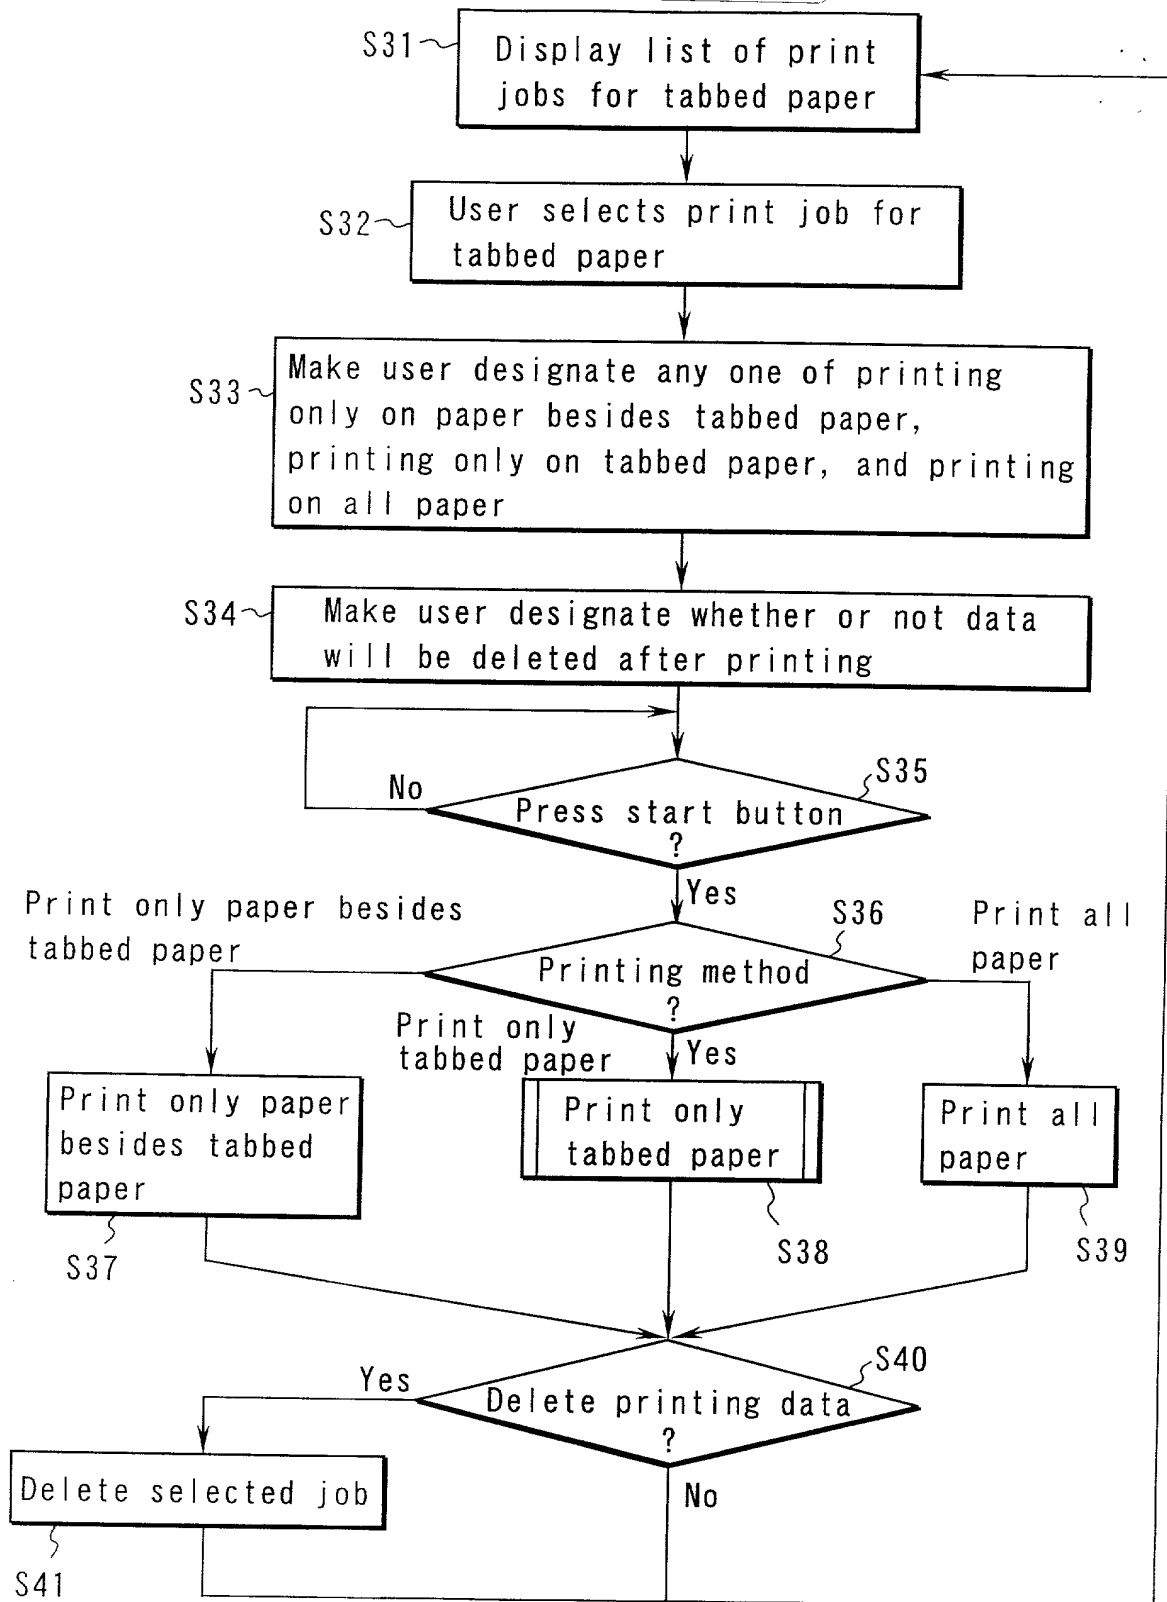 S31
Display list of print
jobs for tabbed paper
S32
User selects print job for
tabbed paper
S33
Make user designate any one of printing
only on paper besides tabbed paper,
printing only on tabbed paper, and printing
on all paper
S34
Make user designate whether or not data
will be deleted after printing
S35
No
Press start button
?
Yes
Print only paper besides
tabbed paper
S36
Print all
paper
Printing method
?
Print only
tabbed paper
Yes
Print only paper
besides tabbed
paper
Print only
tabbed paper
Print all
paper
S37
S38
S39
S40
Yes
Delete printing data
?
Delete selected job
No
S41